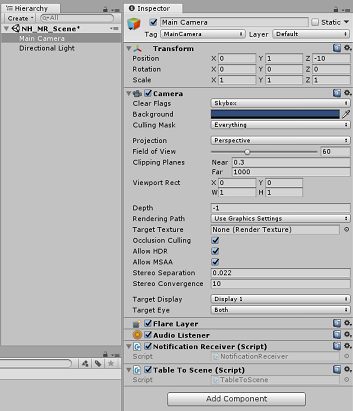 Hierarchy
Create
All
NH_MR_Scene*
Main Camera
Directional Light
Inspector
Main Camera
Static
Tag MainCamera Layer Default
Transform
Position X 0 Y 1 Z -10
Rotation X 0 Y 0 Z 0
Scale X 1 Y 1 Z 1
Camera
Clear Flags Skybox
Background
Culling Mask Everything
Projection Perspective
Field of View 60
Clipping Planes Near 0.3
Far 1000
Viewport Rect X 0 Y 0
W 1 H 1
Depth -1
Rendering Path Use Graphics Settings
Target Texture None (Render Texture)
Occlusion Culling
Allow HDR
Allow MSAA
Stereo Separation 0.022
Stereo Convergence 10
Target Display Display 1
Target Eye Both
Flare Layer
Audio Listener
Notification Receiver (Script)
Script NotificationReceiver
Table To Scene (Script)
Script TableToScene
Add Component